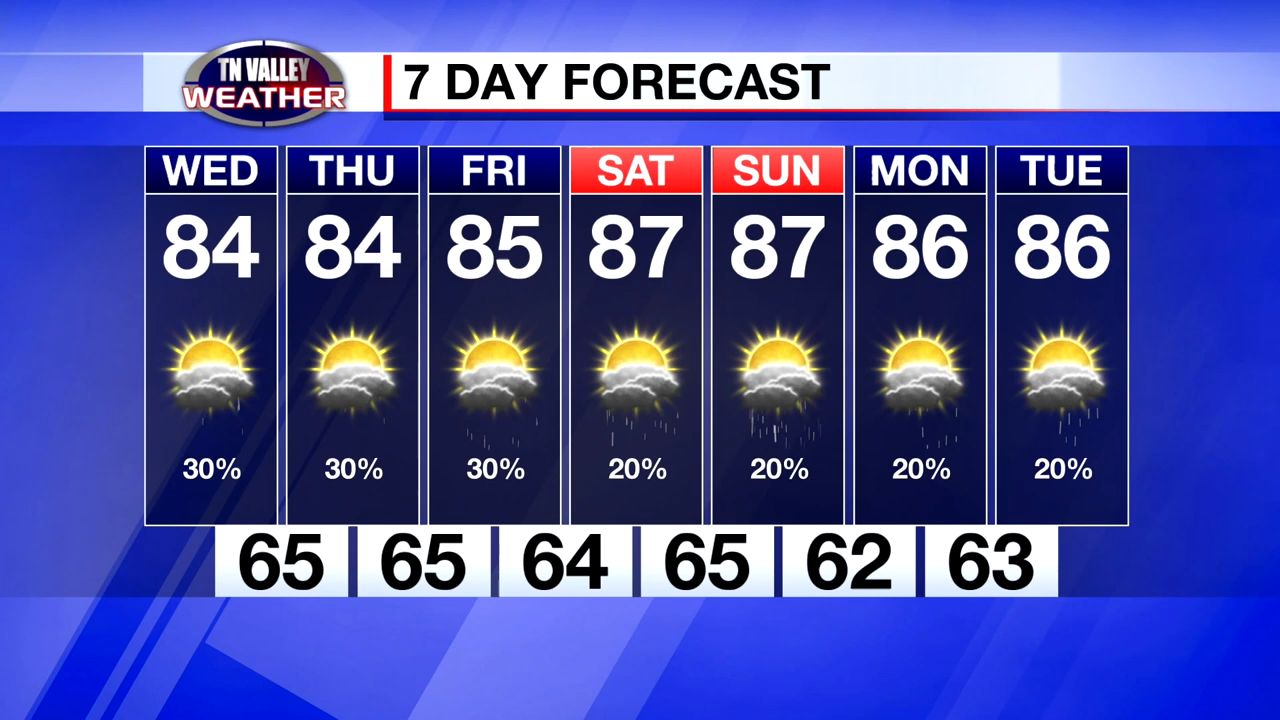 TN VALLEY
WEATHER
7 DAY FORECAST
WED THU FRI SAT SUN MON TUE
84 84 85 87 87 86 86
30% 30% 30% 20% 20% 20% 20%
65 65 64 65 62 63